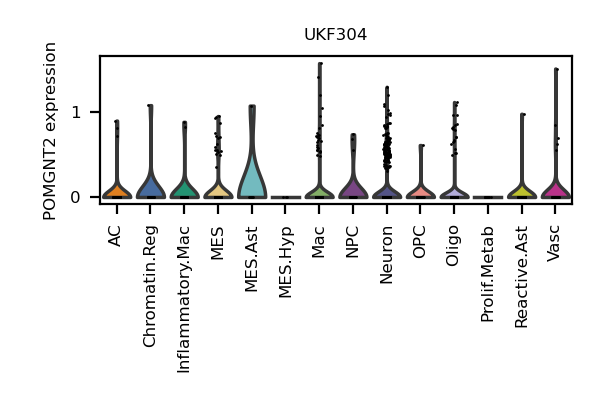 UKF304
POMGNT2 expression
1
0
AC
Chromatin.Reg
Inflammatory.Mac
MES
MES.Ast
MES.Hyp
Mac
NPC
Neuron
OPC
Oligo
Prolif.Metab
Reactive.Ast
Vasc